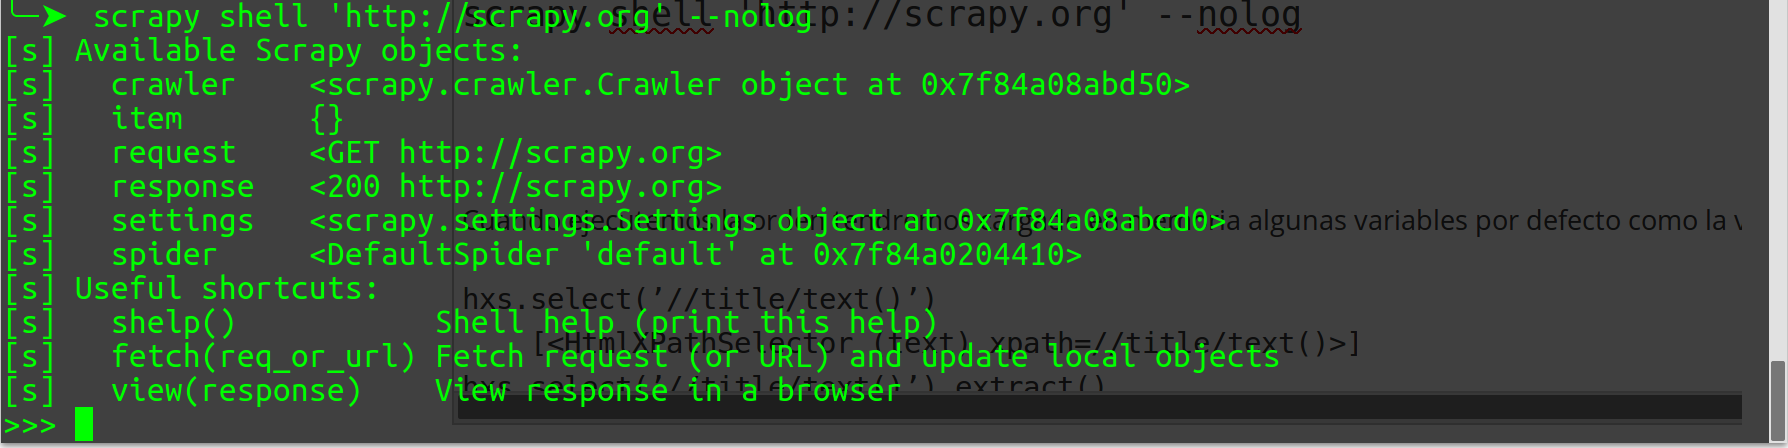 scrapy shell 'http://scrapy.org' --nolog
scrapy shell 'http://scrapy.org' --nolog
[s] Available Scrapy objects:
[s]   crawler    <scrapy.crawler.Crawler object at 0x7f84a08abd50>
[s]   item       {}
[s]   request    <GET http://scrapy.org>
[s]   response   <200 http://scrapy.org>
[s]   settings   <scrapy.settings.Settings object at 0x7f84a08abcd0>
algunas variables por defecto como la
[s]   spider     <DefaultSpider 'default' at 0x7f84a0204410>
[s] Useful shortcuts:
hxs.select(’//title/text()’)
[s]   shelp()           Shell help (print this help)
[<HtmlXPathSelector (text) xpath=//title/text()>]
[s]   fetch(req_or_url) Fetch request (or URL) and update local objects
hxs.select(’//title/text()’).extract()
[s]   view(response)    View response in a browser
>>>